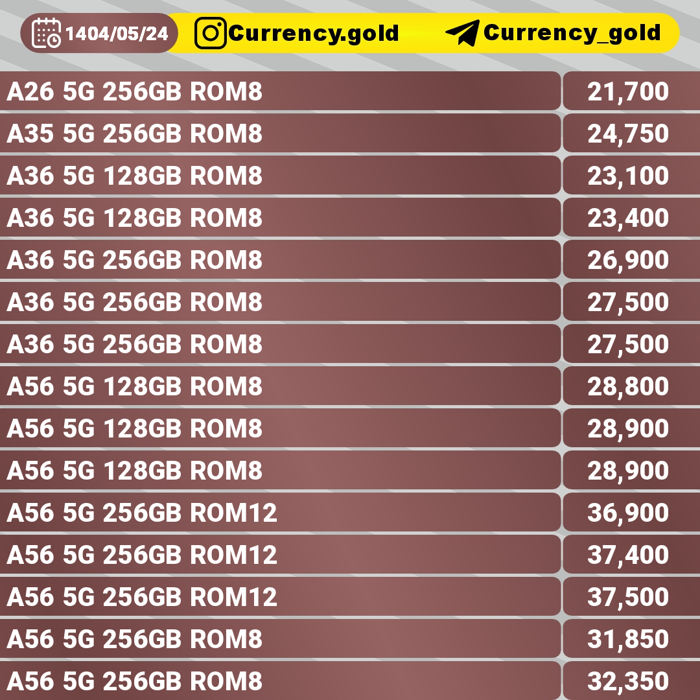 1404/05/24 Currency.gold Currency_gold
A26 5G 256GB ROM8 21,700
A35 5G 256GB ROM8 24,750
A36 5G 128GB ROM8 23,100
A36 5G 128GB ROM8 23,400
A36 5G 256GB ROM8 26,900
A36 5G 256GB ROM8 27,500
A36 5G 256GB ROM8 27,500
A56 5G 128GB ROM8 28,800
A56 5G 128GB ROM8 28,900
A56 5G 128GB ROM8 28,900
A56 5G 256GB ROM12 36,900
A56 5G 256GB ROM12 37,400
A56 5G 256GB ROM12 37,500
A56 5G 256GB ROM8 31,850
A56 5G 256GB ROM8 32,350